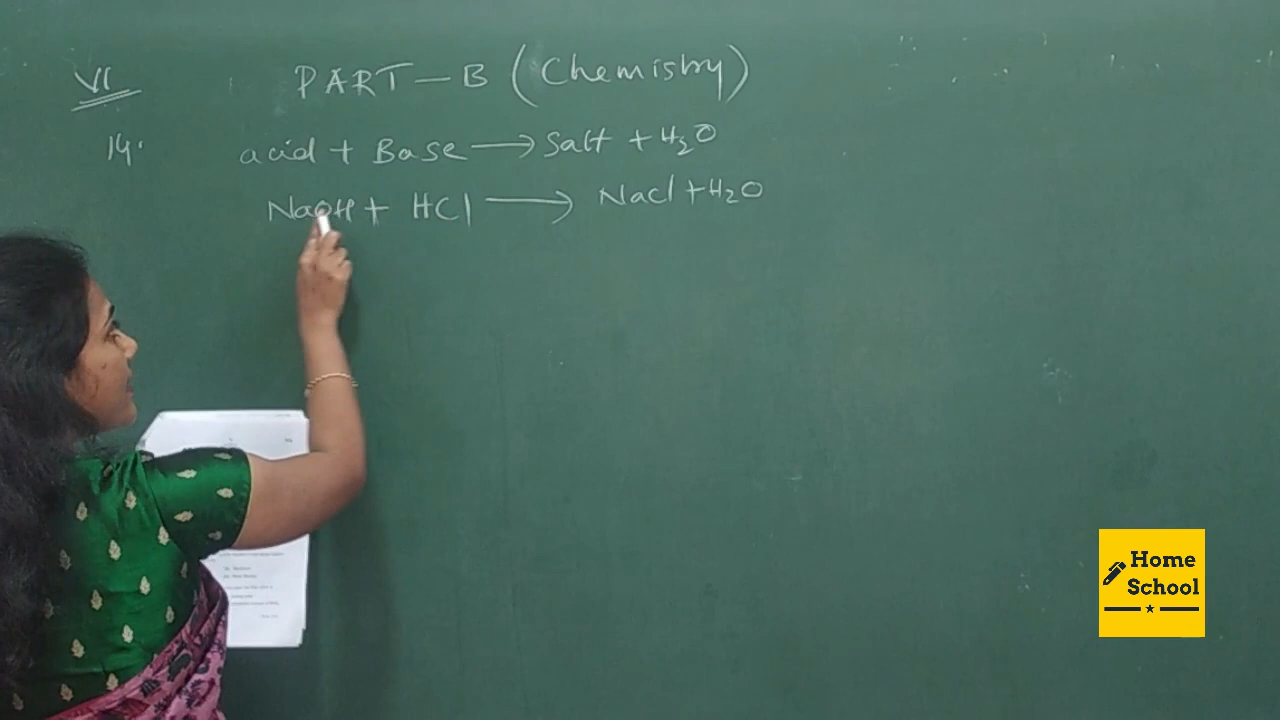 VI
PART-B (Chemistry)
14. acid + Base ⟶ Salt + H₂O
NaOH + HCl ⟶ Nacl + H₂O
Home
School